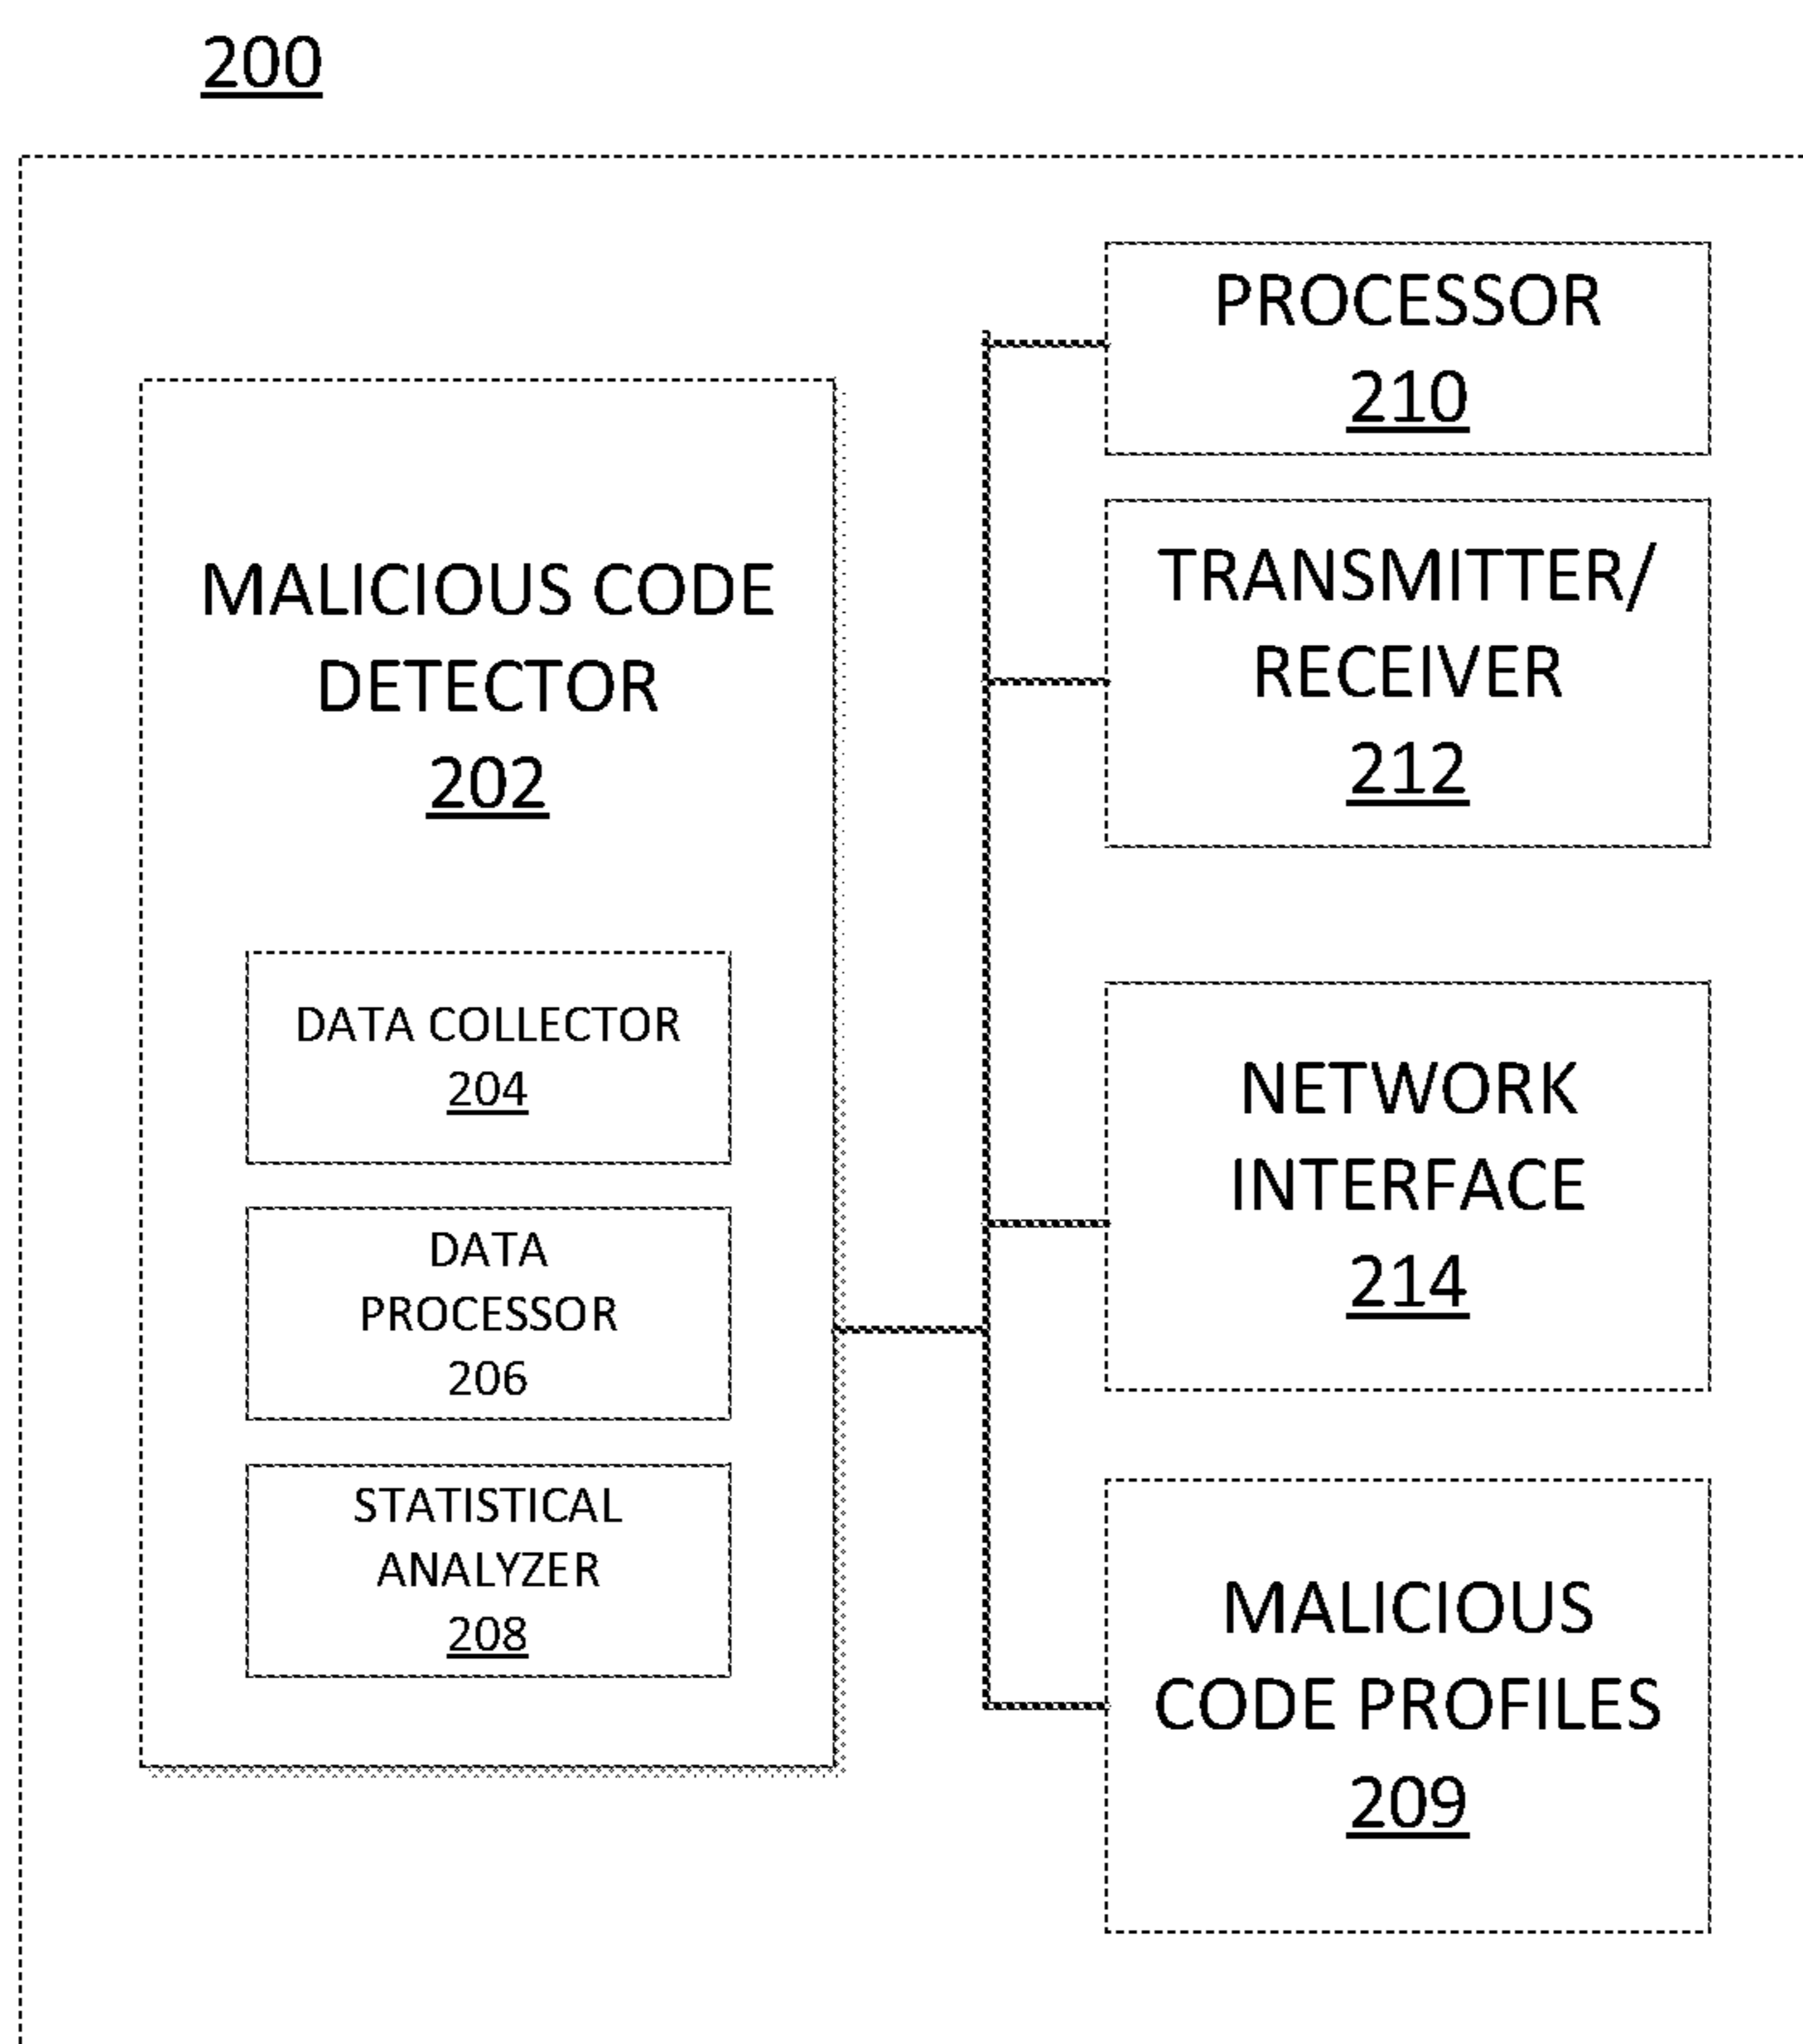 200
MALICIOUS CODE
DETECTOR
202
DATA COLLECTOR
204
DATA
PROCESSOR
206
STATISTICAL
ANALYZER
208
PROCESSOR
210
TRANSMITTER/
RECEIVER
212
NETWORK
INTERFACE
214
MALICIOUS
CODE PROFILES
209